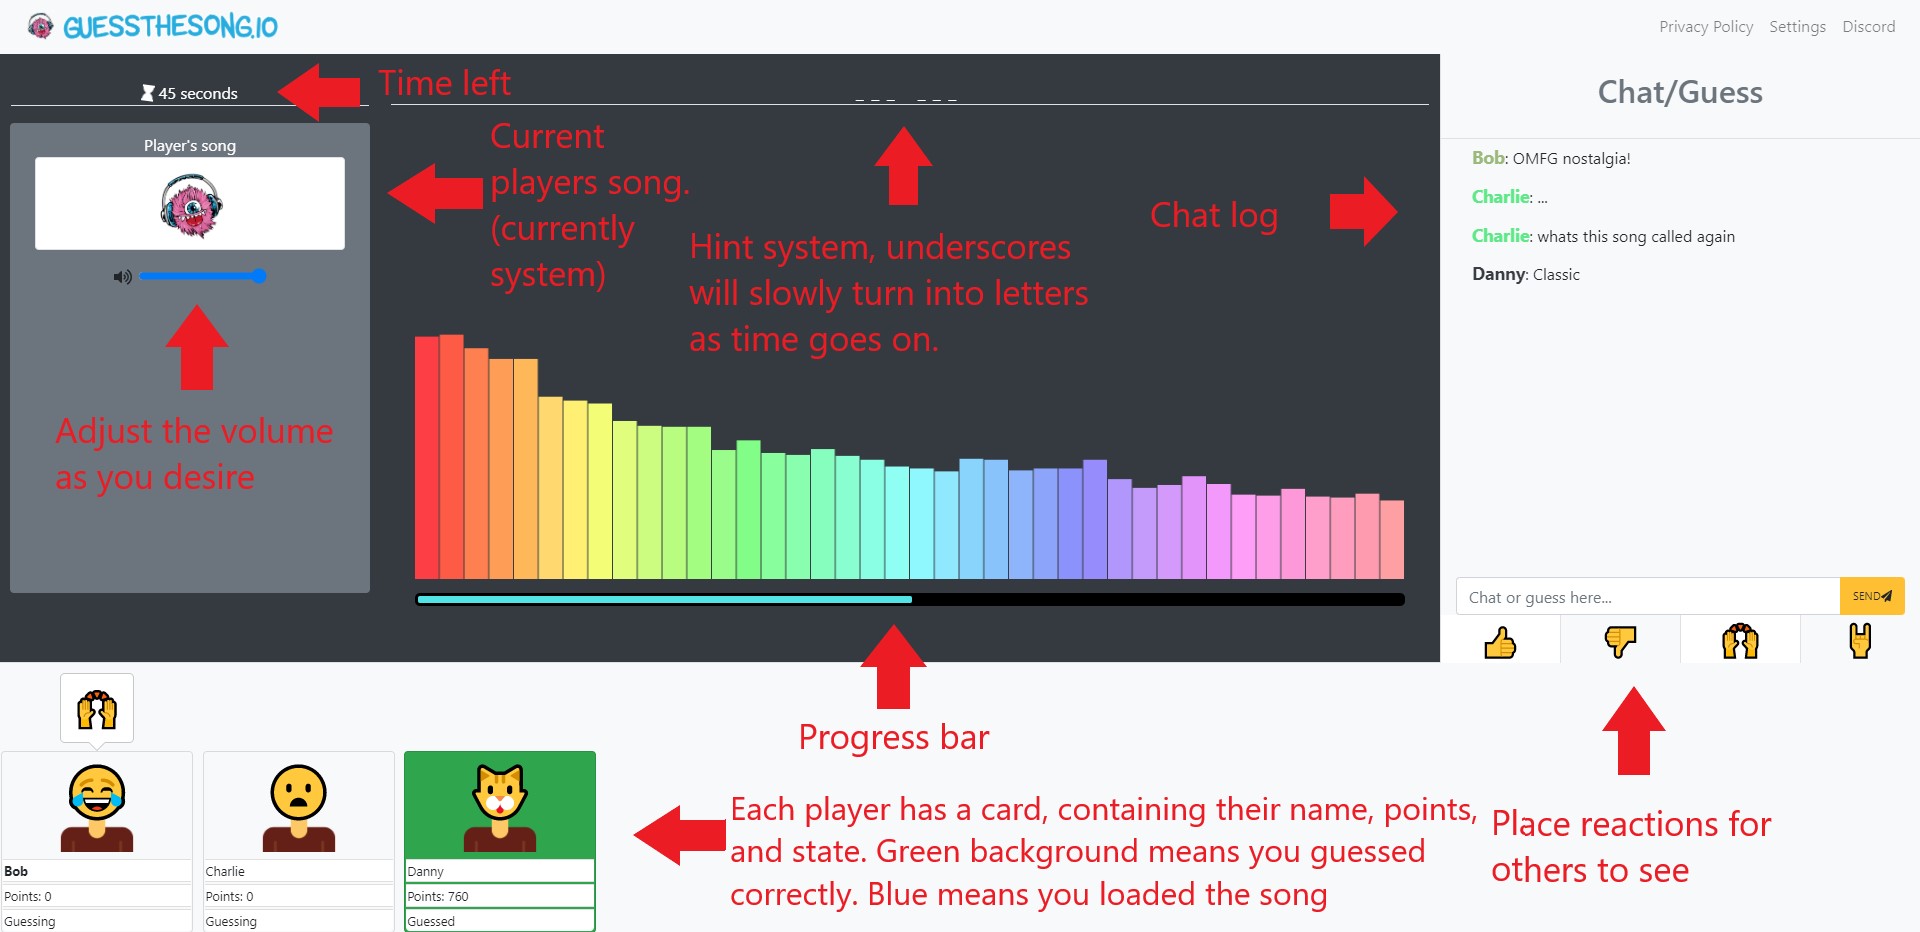 GUESSTHESONG.IO
Privacy Policy Settings Discord
45 seconds
Time left
_ _ _ _ _ _
Chat/Guess
Player's song
Current
players song.
(currently
system)
Hint system, underscores
will slowly turn into letters
as time goes on.
Chat log
Bob: OMFG nostalgia!
Charlie: ...
Charlie: whats this song called again
Danny: Classic
Adjust the volume
as you desire
Chat or guess here...
SEND
Progress bar
Each player has a card, containing their name, points,
and state. Green background means you guessed
correctly. Blue means you loaded the song
Place reactions for
others to see
Bob
Points: 0
Guessing
Charlie
Points: 0
Guessing
Danny
Points: 760
Guessed